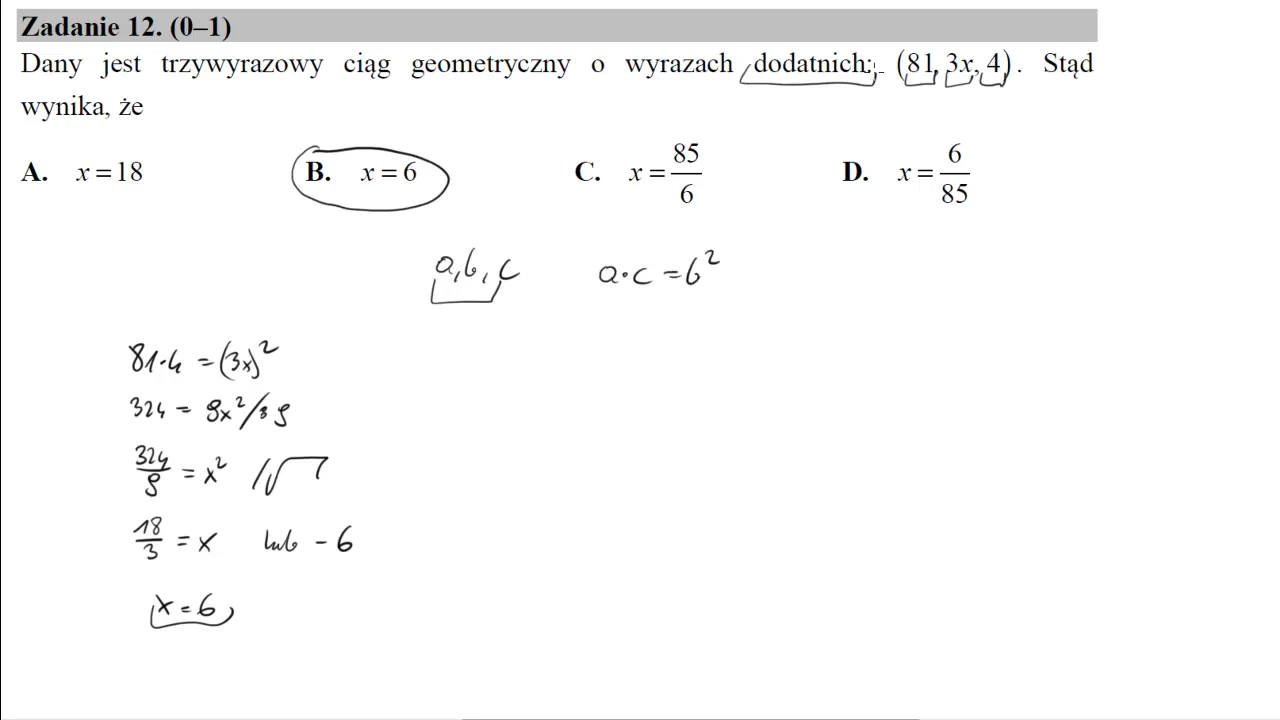 Zadanie 12. (0–1)
Dany jest trzywyrazowy ciąg geometryczny o wyrazach dodatnich: (81, 3x, 4). Stąd
wynika, że
A. x = 18 B. x = 6 C. x = 85/6 D. x = 6/85
a, b, c a·c = b²
81·4 = (3x)²
324 = 9x² /: 9
324/9 = x² /√
18/3 = x lub - 6
x = 6